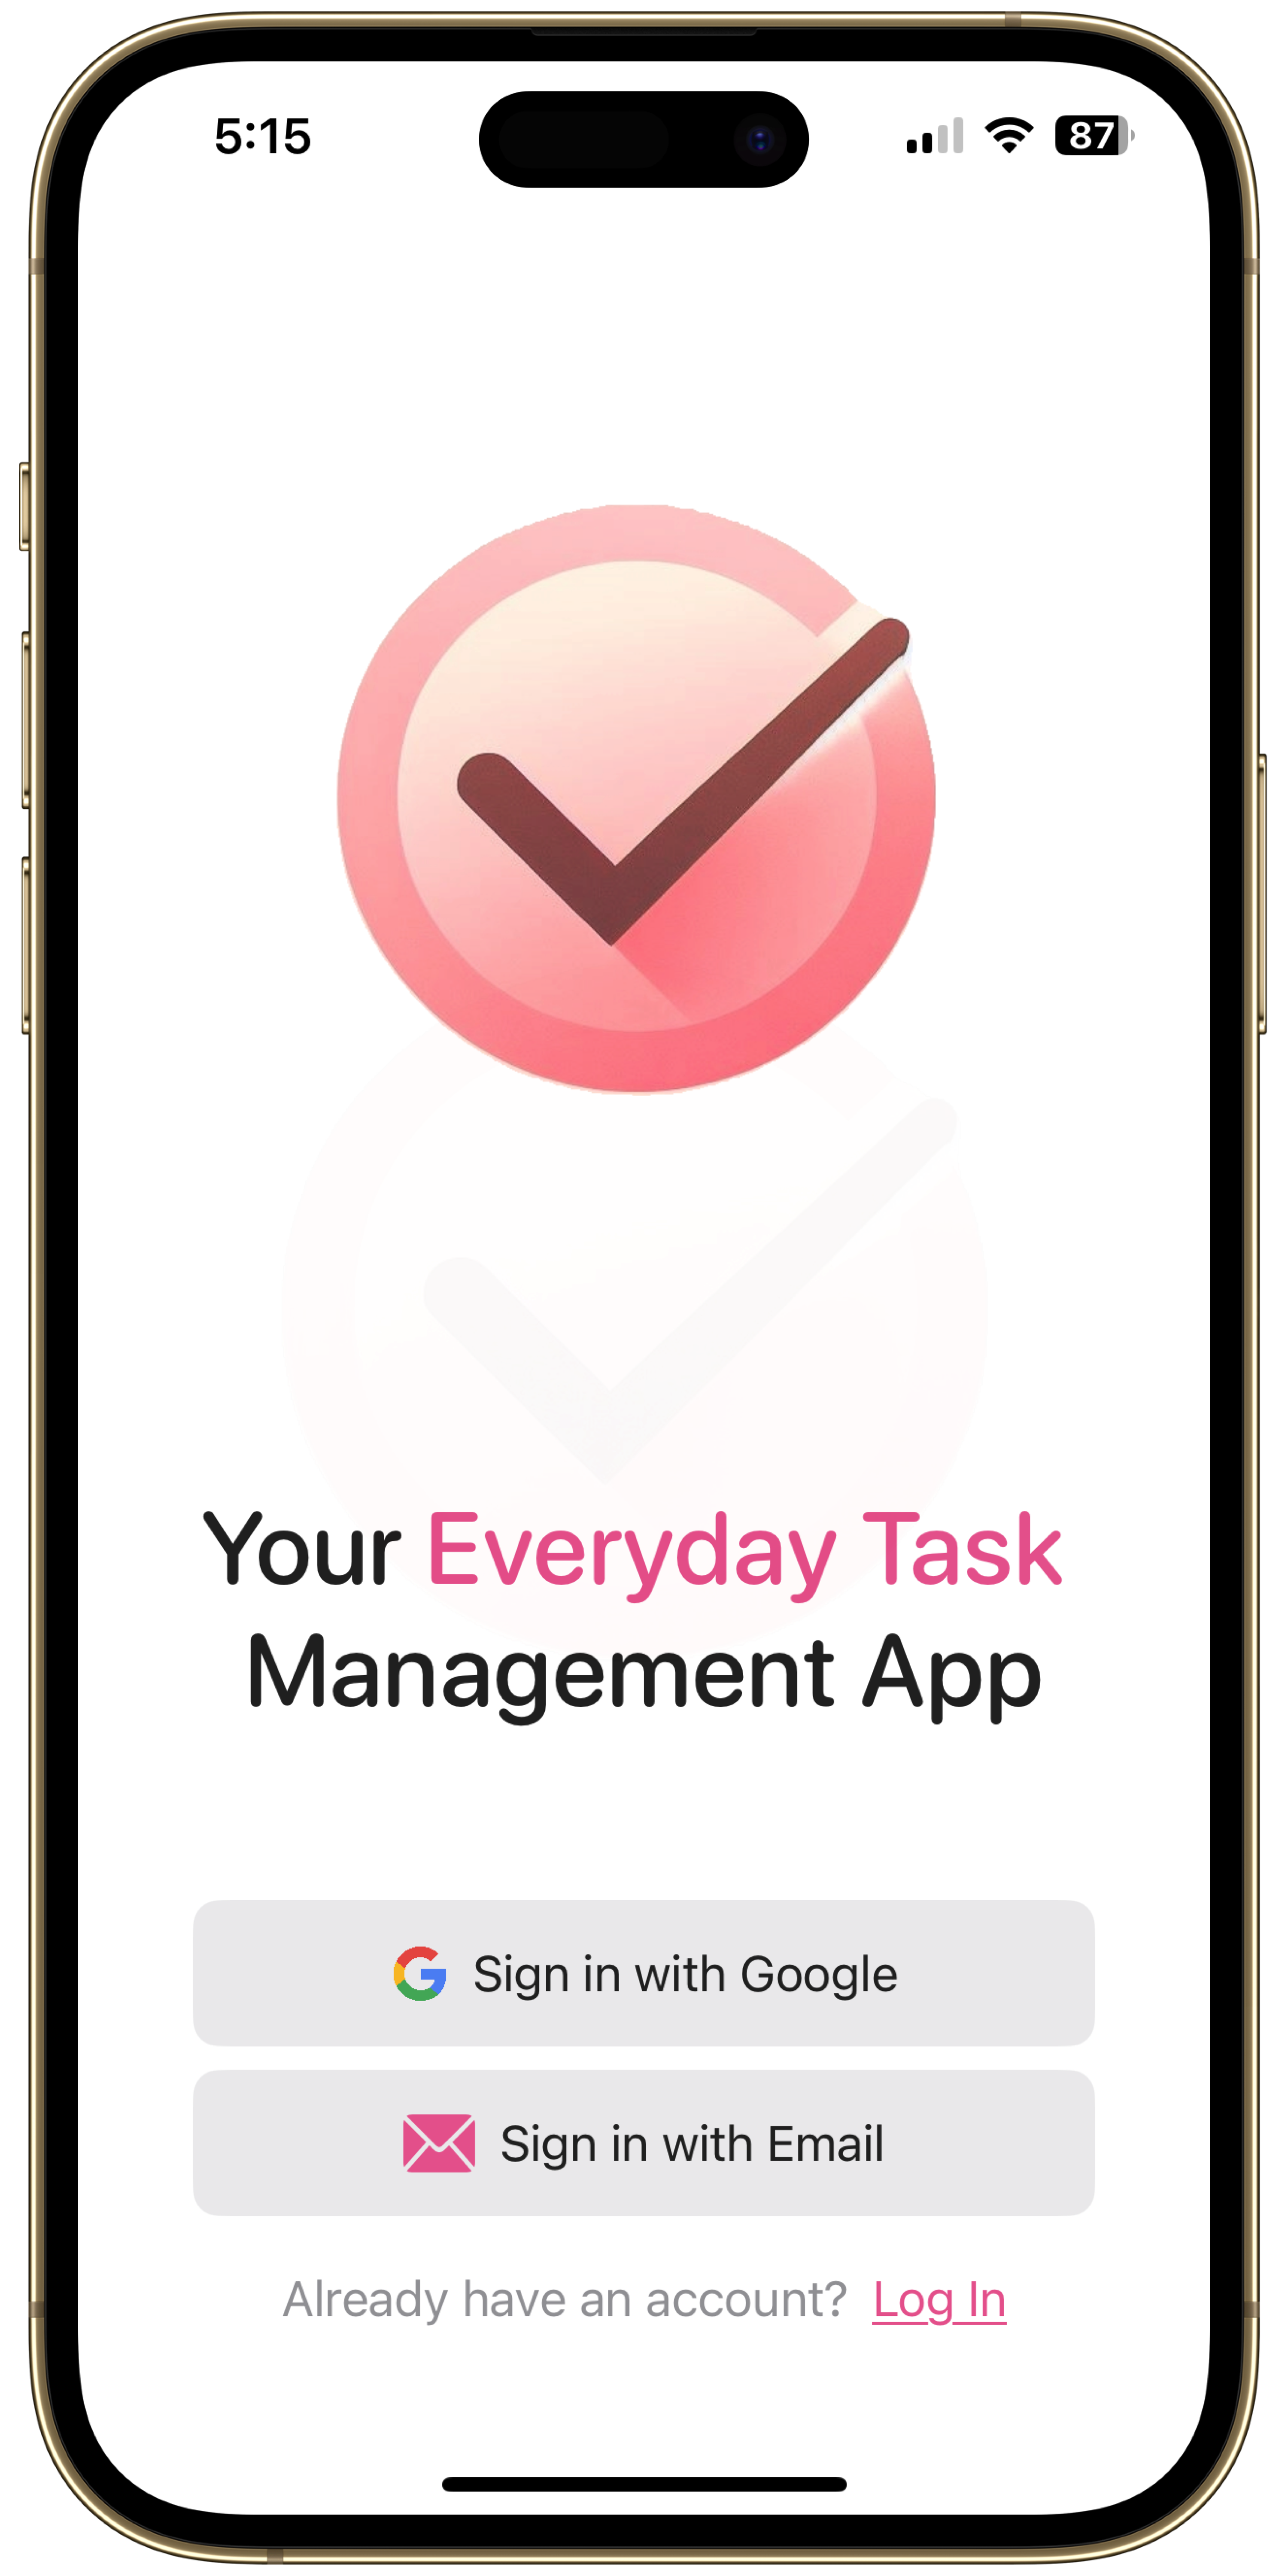 5:15
87
Your Everyday Task
Management App
Sign in with Google
Sign in with Email
Already have an account? Log In